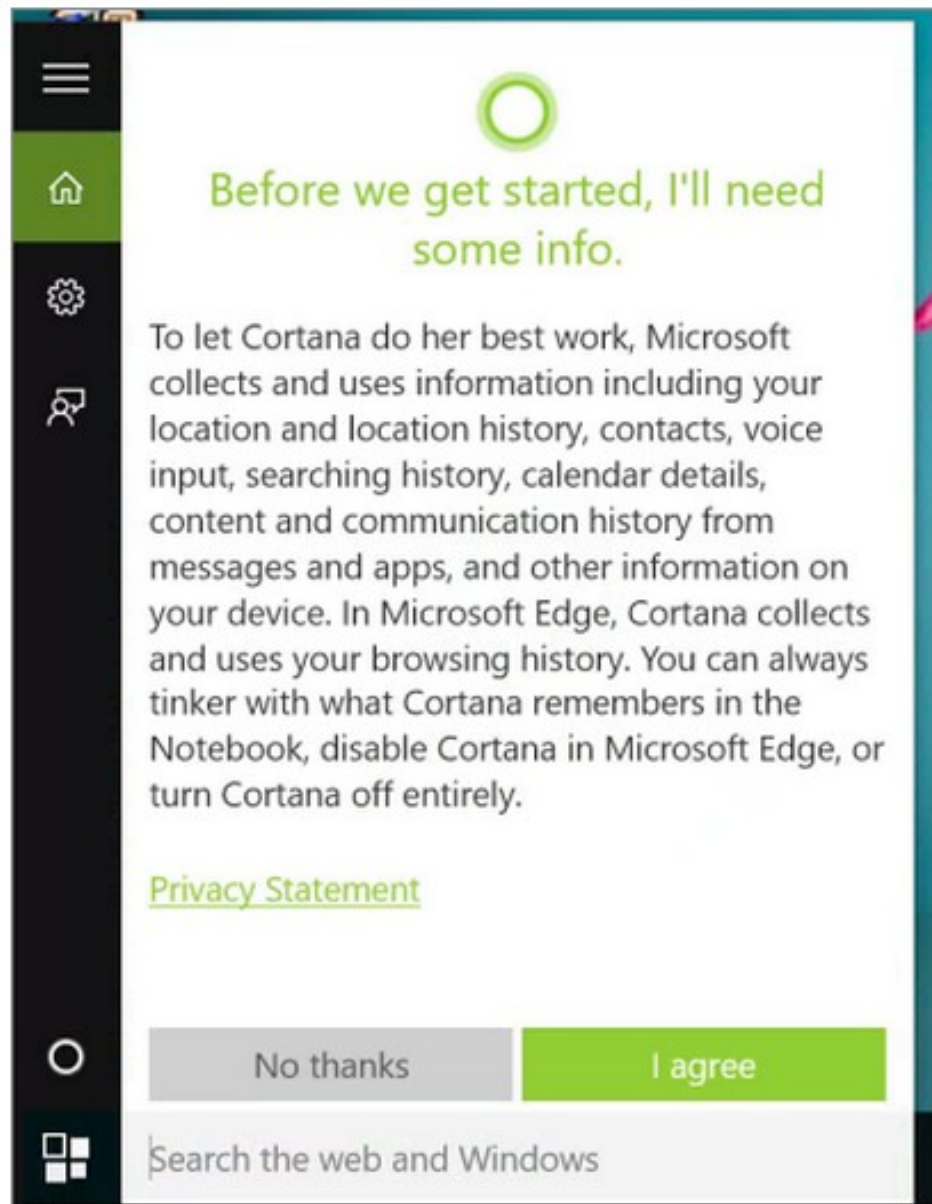 Before we get started, I'll need
some info.
To let Cortana do her best work, Microsoft
collects and uses information including your
location and location history, contacts, voice
input, searching history, calendar details,
content and communication history from
messages and apps, and other information on
your device. In Microsoft Edge, Cortana collects
and uses your browsing history. You can always
tinker with what Cortana remembers in the
Notebook, disable Cortana in Microsoft Edge, or
turn Cortana off entirely.
Privacy Statement
No thanks
I agree
Search the web and Windows